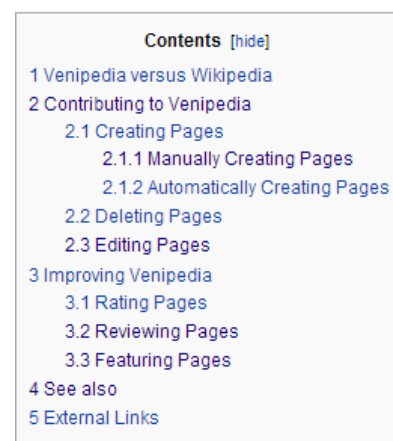 Contents [hide]
1 Venipedia versus Wikipedia
2 Contributing to Venipedia
2.1 Creating Pages
2.1.1 Manually Creating Pages
2.1.2 Automatically Creating Pages
2.2 Deleting Pages
2.3 Editing Pages
3 Improving Venipedia
3.1 Rating Pages
3.2 Reviewing Pages
3.3 Featuring Pages
4 See also
5 External Links